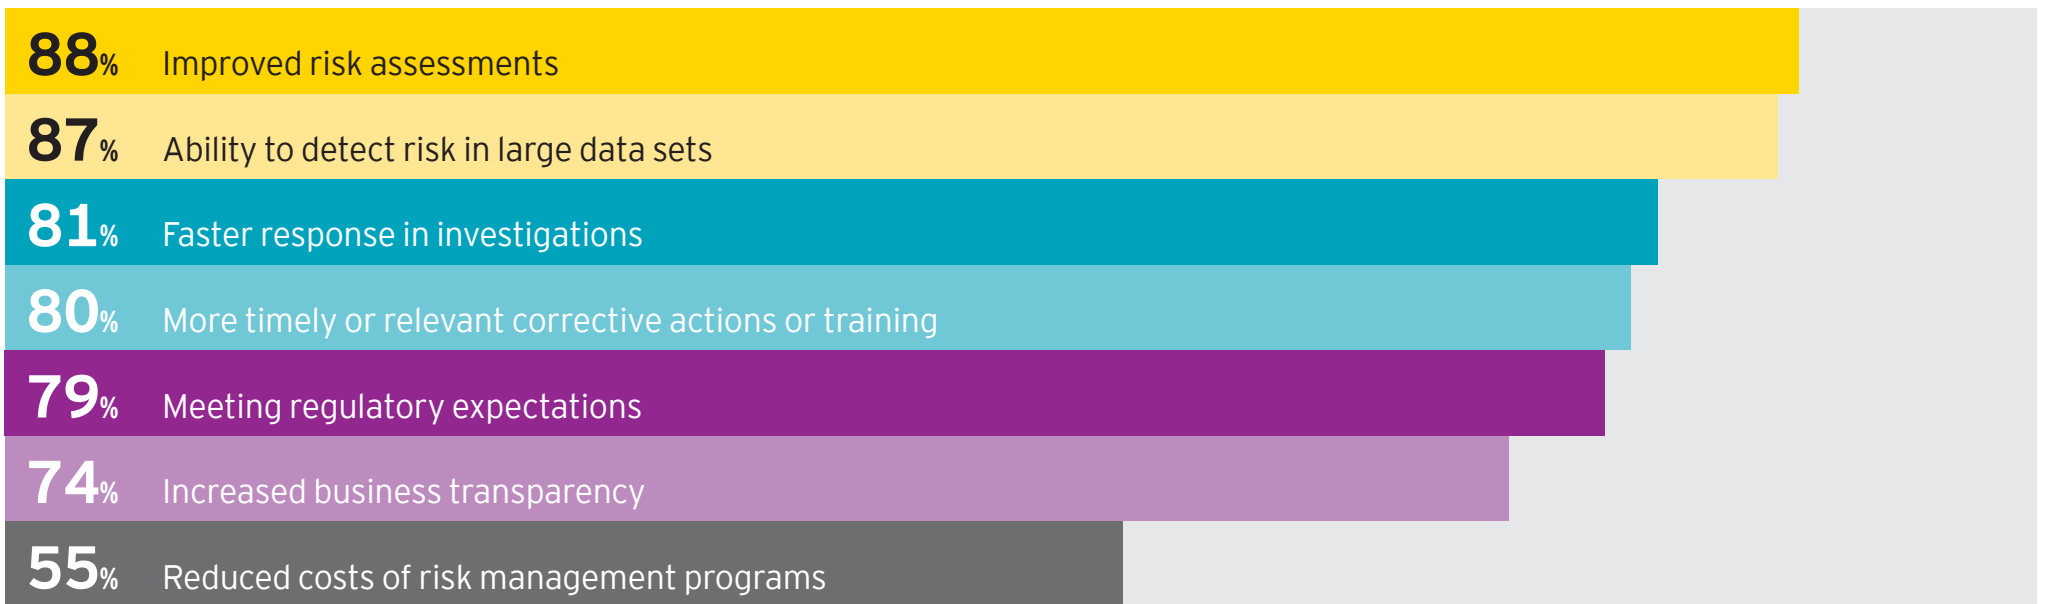 88% Improved risk assessments
87% Ability to detect risk in large data sets
81% Faster response in investigations
80% More timely or relevant corrective actions or training
79% Meeting regulatory expectations
74% Increased business transparency
55% Reduced costs of risk management programs